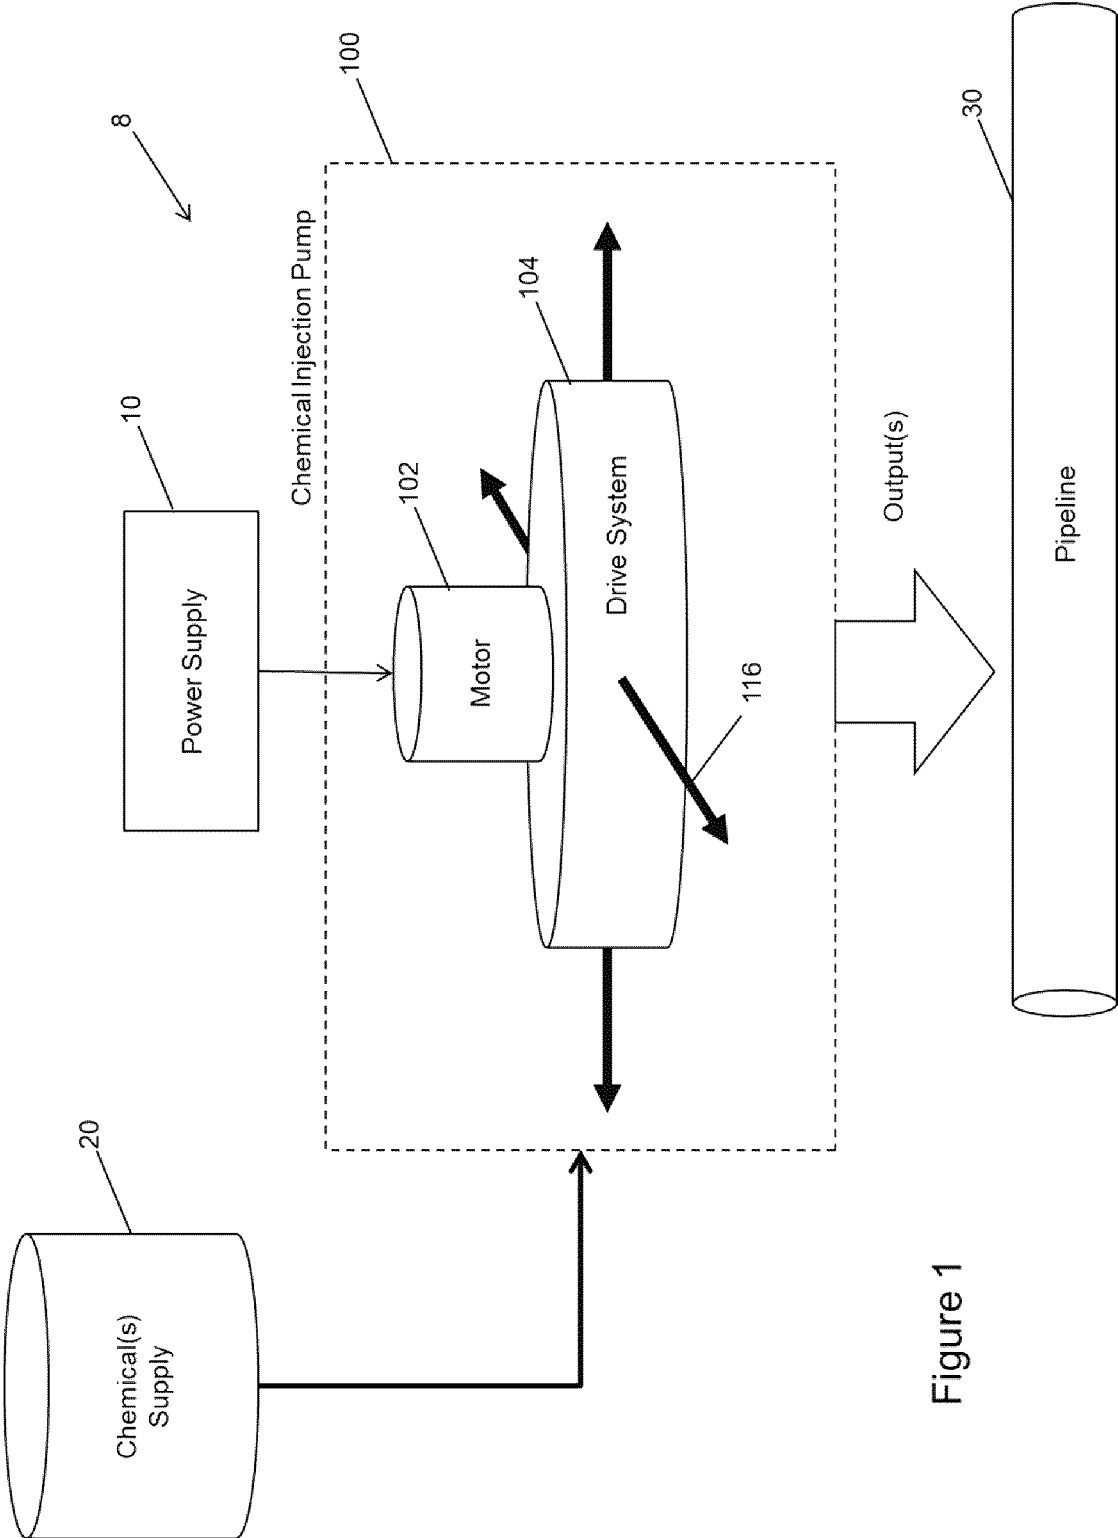 8
10
Power Supply
20
Chemical(s)
Supply
Chemical Injection Pump
100
102
Motor
104
Drive System
116
Output(s)
30
Pipeline
Figure 1